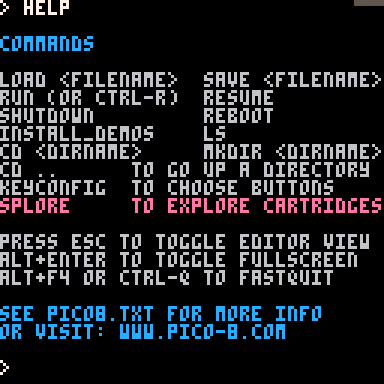 > HELP
COMMANDS
LOAD <FILENAME> SAVE <FILENAME>
RUN (OR CTRL-R) RESUME
SHUTDOWN REBOOT
INSTALL_DEMOS LS
CD <DIRNAME> MKDIR <DIRNAME>
CD .. TO GO UP A DIRECTORY
KEYCONFIG TO CHOOSE BUTTONS
SPLORE TO EXPLORE CARTRIDGES
PRESS ESC TO TOGGLE EDITOR VIEW
ALT+ENTER TO TOGGLE FULLSCREEN
ALT+F4 OR CTRL-Q TO FASTQUIT
SEE PICO8.TXT FOR MORE INFO
OR VISIT: WWW.PICO-8.COM
>